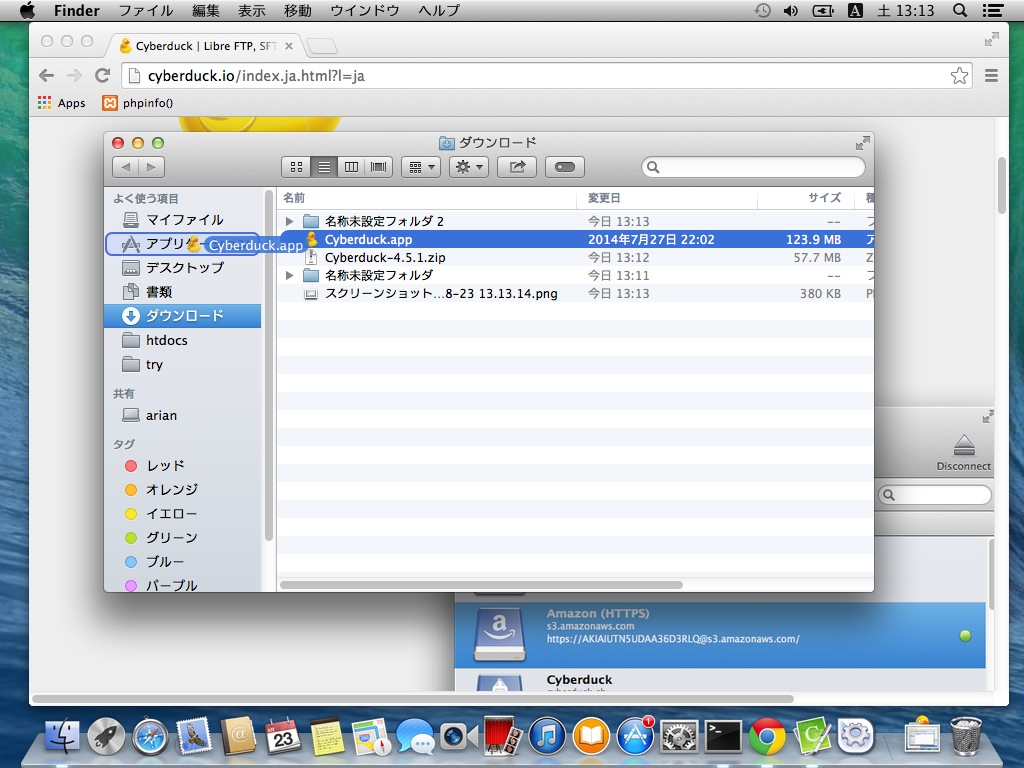 Finder ファイル 編集 表示 移動 ウインドウ ヘルプ A 土 13:13
Cyberduck | Libre FTP, SFT
cyberduck.io/index.ja.html?l=ja
Apps phpinfo()
ダウンロード
よく使う項目
マイファイル
アプリケー
デスクトップ
書類
ダウンロード
htdocs
try
共有
arian
タグ
レッド
オレンジ
イエロー
グリーン
ブルー
パープル
Cyberduck.app
名前 変更日 サイズ 種
名称未設定フォルダ 2 今日 13:13 -- フ
Cyberduck.app 2014年7月27日 22:02 123.9 MB ア
Cyberduck-4.5.1.zip 今日 13:12 57.7 MB Z
名称未設定フォルダ 今日 13:11 -- フ
スクリーンショット...8-23 13.13.14.png 今日 13:13 380 KB
Disconnect
Amazon (HTTPS)
s3.amazonaws.com
https://AKIAIUTNSUDAA36D3RLQ@s3.amazonaws.com/
Cyberduck
23
1